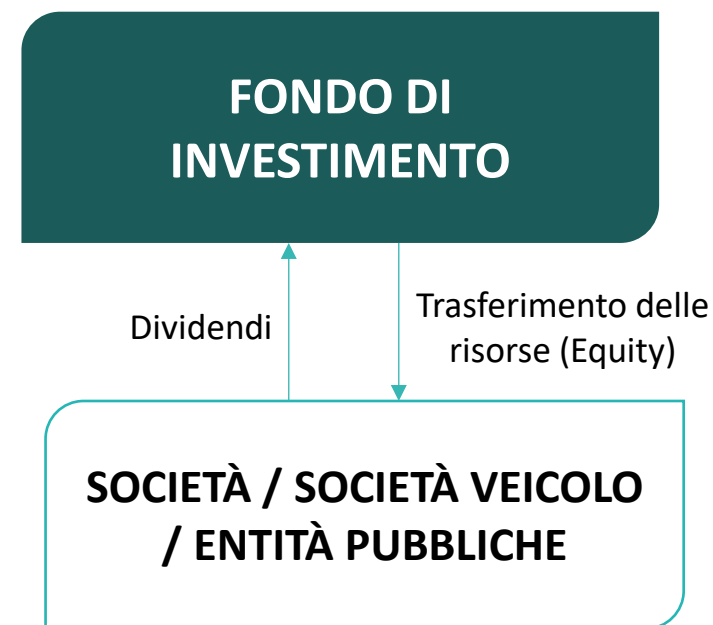 FONDO DI
INVESTIMENTO
Dividendi
Trasferimento delle
risorse (Equity)
SOCIETÀ / SOCIETÀ VEICOLO
/ ENTITÀ PUBBLICHE